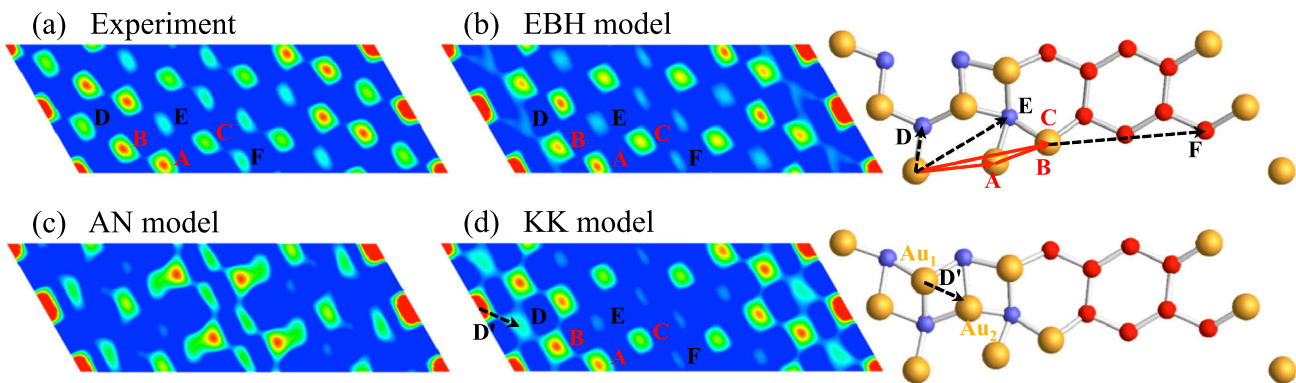 (a) Experiment
(b) EBH model
D
E
B
C
A
F
D
E
B
C
A
F
E
D
C
A
B
F
(c) AN model
(d) KK model
D'
D
E
B
C
A
F
Au1
D'
Au2